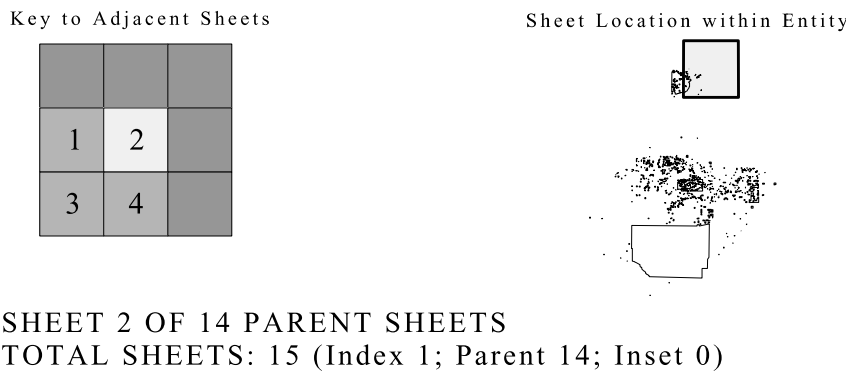 Key to Adjacent Sheets
Sheet Location within Entity
1
2
3
4
SHEET 2 OF 14 PARENT SHEETS
TOTAL SHEETS: 15 (Index 1; Parent 14; Inset 0)